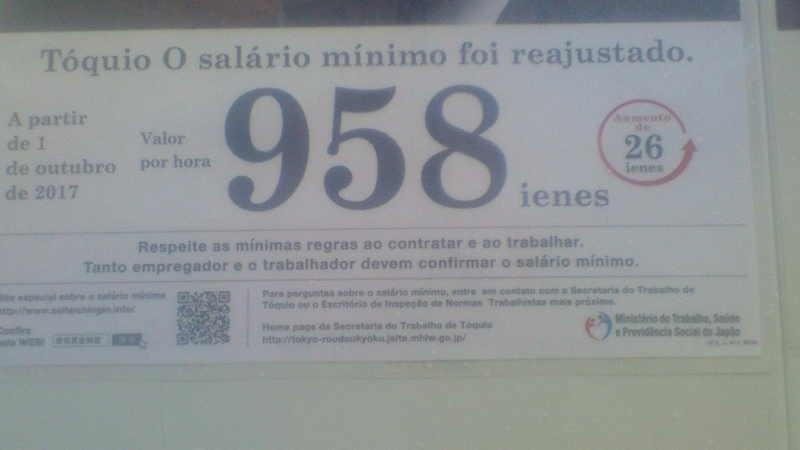 Tóquio O salário mínimo foi reajustado.
A partir
de 1
de outubro
de 2017
Valor
por hora
958
ienes
Aumento
de
26
ienes
Respeite as mínimas regras ao contratar e ao trabalhar.
Tanto empregador e o trabalhador devem confirmar o salário mínimo.
Site especial sobre o salário mínimo
http://www.saiteichingin.info/
Confira
pela WEB!
Para perguntas sobre o salário mínimo, entre em contato com a Secretaria do Trabalho de
Tóquio ou o Escritório de Inspeção de Normas Trabalhistas mais próximo.
Home page da Secretaria do Trabalho de Tóquio
http://tokyo-roudoukyoku.jsite.mhlw.go.jp/
Ministério do Trabalho, Saúde
e Previdência Social do Japão